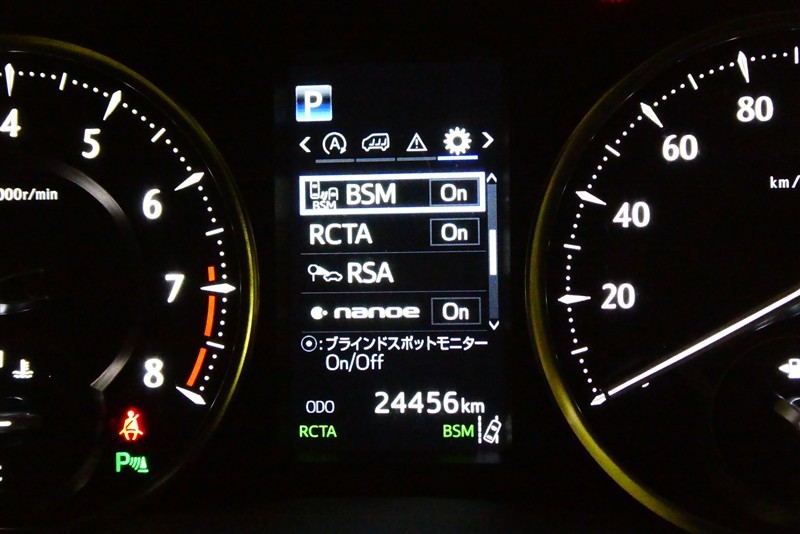 P
A
BSM
BSM On
RCTA On
RSA
nanoe On
:ブラインドスポットモニター
On/Off
ODO 24456km
RCTA BSM
4
5
6
7
8
000r/min
P
20
40
60
80
km/